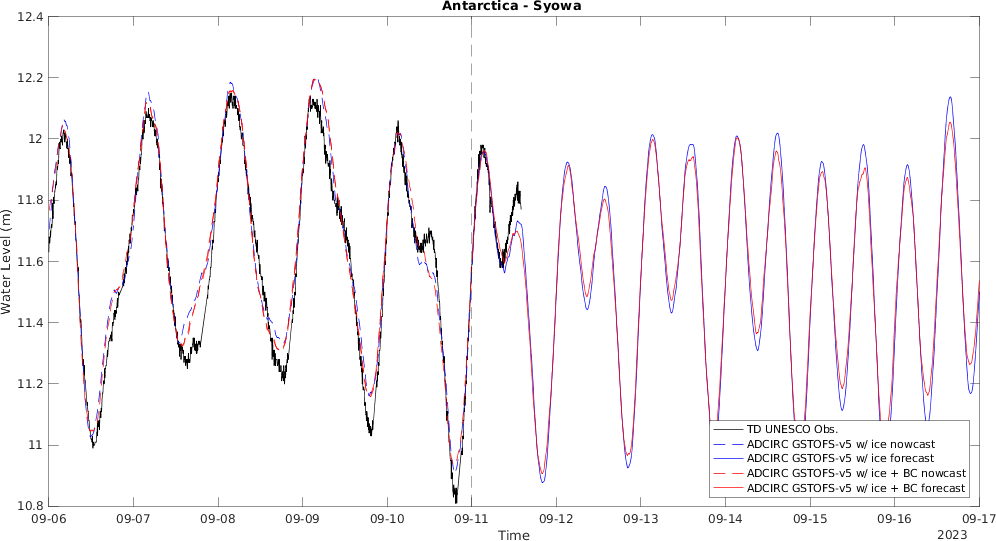 Antarctica - Syowa
12.4
12.2
12
11.8
11.6
11.4
11.2
11
10.8
Water Level (m)
TD UNESCO Obs.
ADCIRC GSTOFS-v5 w/ ice nowcast
ADCIRC GSTOFS-v5 w/ ice forecast
ADCIRC GSTOFS-v5 w/ ice + BC nowcast
ADCIRC GSTOFS-v5 w/ ice + BC forecast
09-06 09-07 09-08 09-09 09-10 09-11 09-12 09-13 09-14 09-15 09-16 09-17
Time
2023